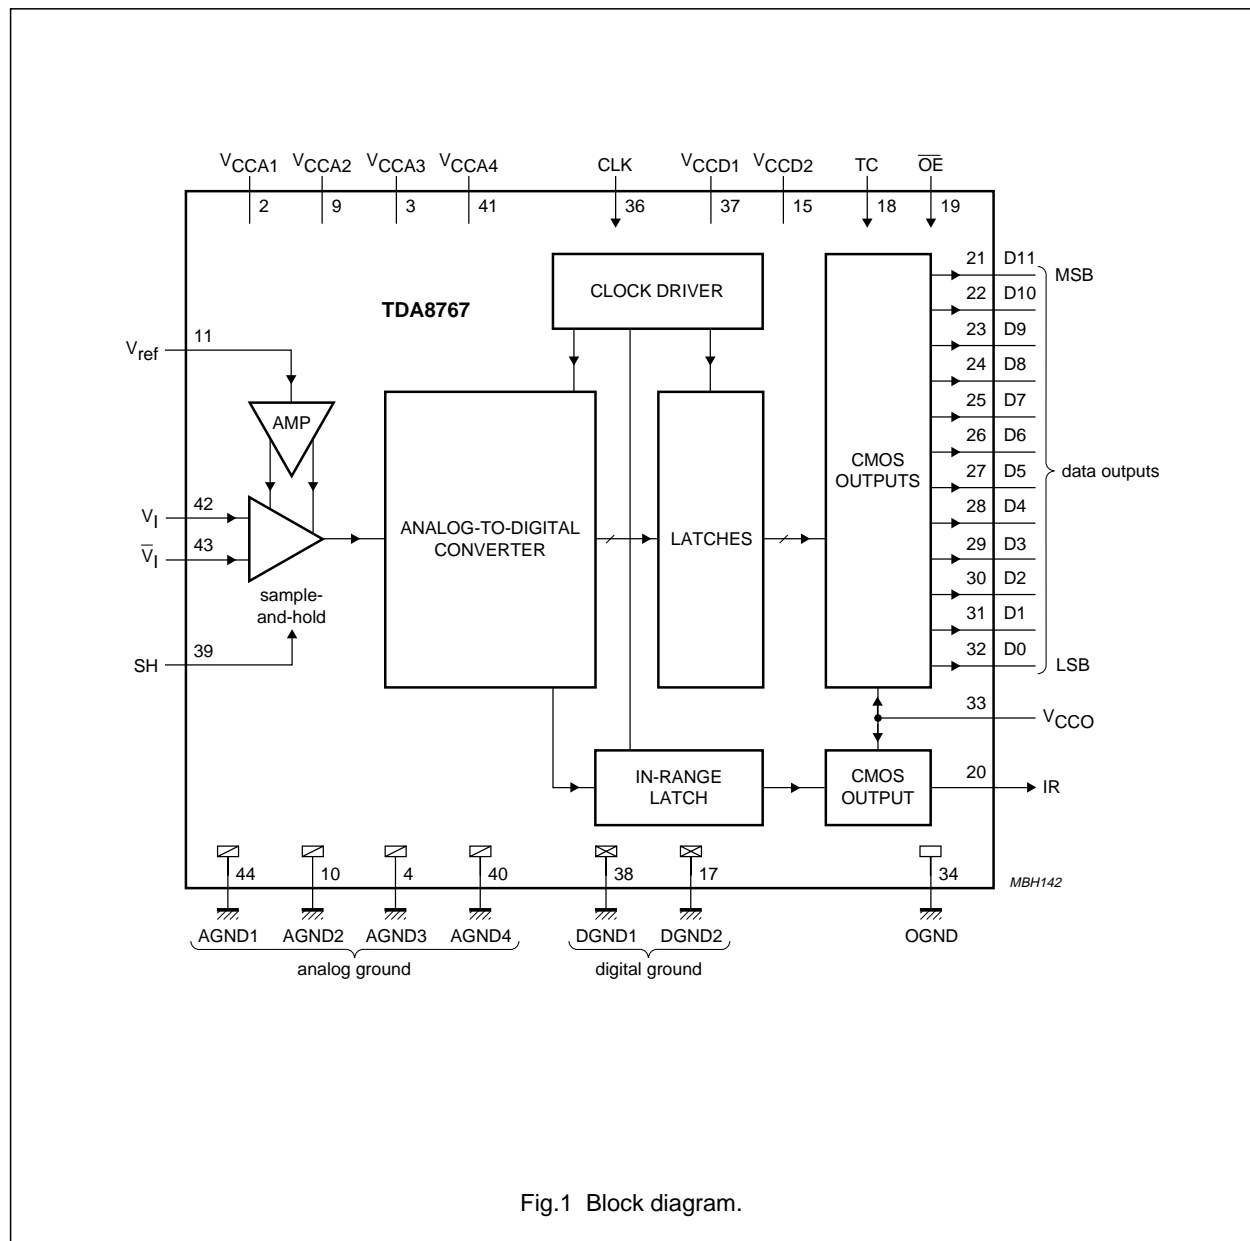 VCCA1 VCCA2 VCCA3 VCCA4 CLK VCCD1 VCCD2 TC O̅E̅
2 9 3 41 36 37 15 18 19
TDA8767
CLOCK DRIVER
21 D11 MSB
22 D10
23 D9
24 D8
25 D7
26 D6
27 D5 data outputs
28 D4
29 D3
30 D2
31 D1
32 D0 LSB
11
Vref
AMP
42
VI
43
V̅I
sample-
and-hold
39
SH
ANALOG-TO-DIGITAL
CONVERTER
LATCHES
CMOS
OUTPUTS
33
VCCO
IN-RANGE
LATCH
CMOS
OUTPUT
20
IR
44 10 4 40 38 17 34
MBH142
AGND1 AGND2 AGND3 AGND4 DGND1 DGND2 OGND
analog ground digital ground
Fig.1 Block diagram.